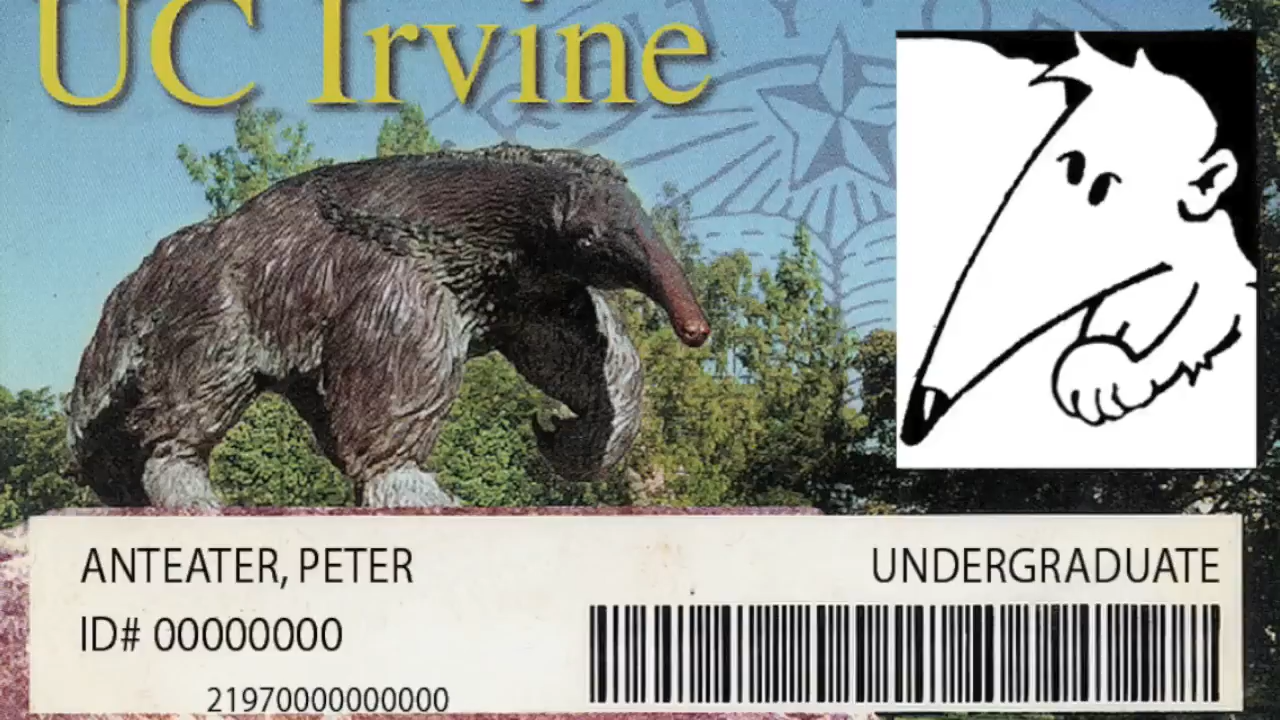 UC Irvine
ANTEATER, PETER
UNDERGRADUATE
ID# 00000000
21970000000000